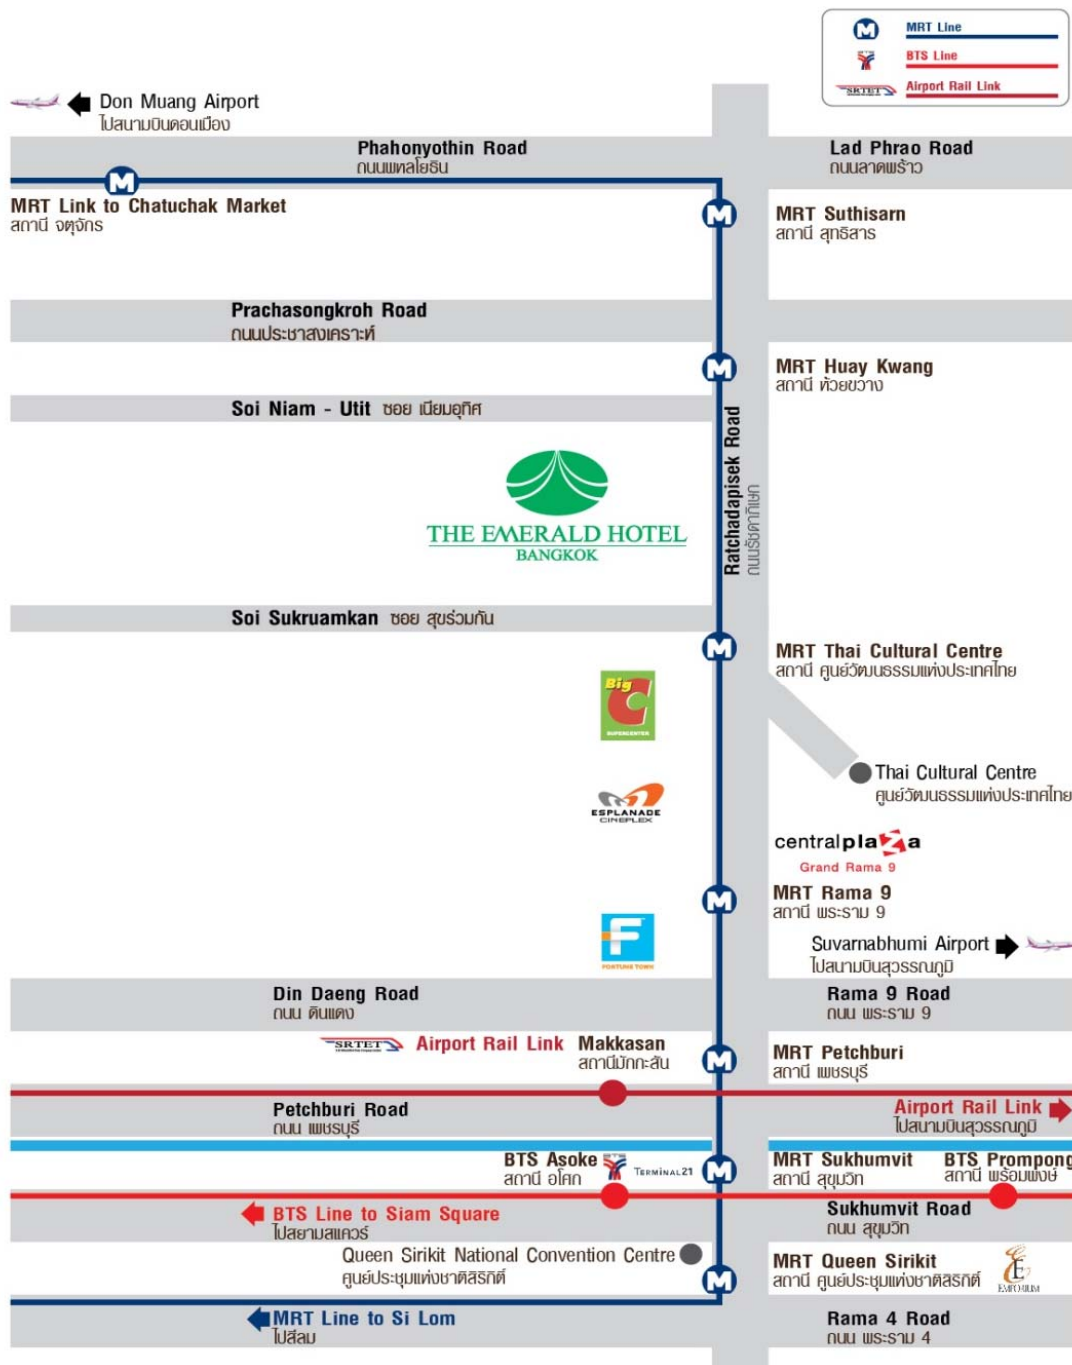 MRT Line
BTS Line
SRTET Airport Rail Link
Don Muang Airport
ไปสนามบินดอนเมือง
Phahonyothin Road
ถนนพหลโยธิน
Lad Phrao Road
ถนนลาดพร้าว
M
MRT Link to Chatuchak Market
สถานี จตุจักร
M
MRT Suthisarn
สถานี สุทธิสาร
Prachasongkroh Road
ถนนประชาสงเคราะห์
M
MRT Huay Kwang
สถานี ห้วยขวาง
Soi Niam - Utit ซอย เนียมอุทิศ
Ratchadapisek Road
ถนนรัชดาภิเษก
THE EMERALD HOTEL
BANGKOK
Soi Sukruamkan ซอย สุขร่วมกัน
M
MRT Thai Cultural Centre
สถานี ศูนย์วัฒนธรรมแห่งประเทศไทย
Big
C
SUPERCENTER
Thai Cultural Centre
ศูนย์วัฒนธรรมแห่งประเทศไทย
ESPLANADE
CINEPLEX
centralplaza
Grand Rama 9
M
MRT Rama 9
สถานี พระราม 9
F
FORTUNE TOWN
Suvarnabhumi Airport
ไปสนามบินสุวรรณภูมิ
Din Daeng Road
ถนน ดินแดง
Rama 9 Road
ถนน พระราม 9
SRTET Airport Rail Link Makkasan
สถานีมักกะสัน
M
MRT Petchburi
สถานี เพชรบุรี
Petchburi Road
ถนน เพชรบุรี
Airport Rail Link
ไปสนามบินสุวรรณภูมิ
BTS Asoke
สถานี อโศก
TERMINAL21
M
MRT Sukhumvit
สถานี สุขุมวิท
BTS Prompong
สถานี พร้อมพงษ์
BTS Line to Siam Square
ไปสยามสแควร์
Sukhumvit Road
ถนน สุขุมวิท
Queen Sirikit National Convention Centre
ศูนย์ประชุมแห่งชาติสิริกิติ์
M
MRT Queen Sirikit
สถานี ศูนย์ประชุมแห่งชาติสิริกิติ์
E
EMPORIUM
MRT Line to Si Lom
ไปสีลม
Rama 4 Road
ถนน พระราม 4